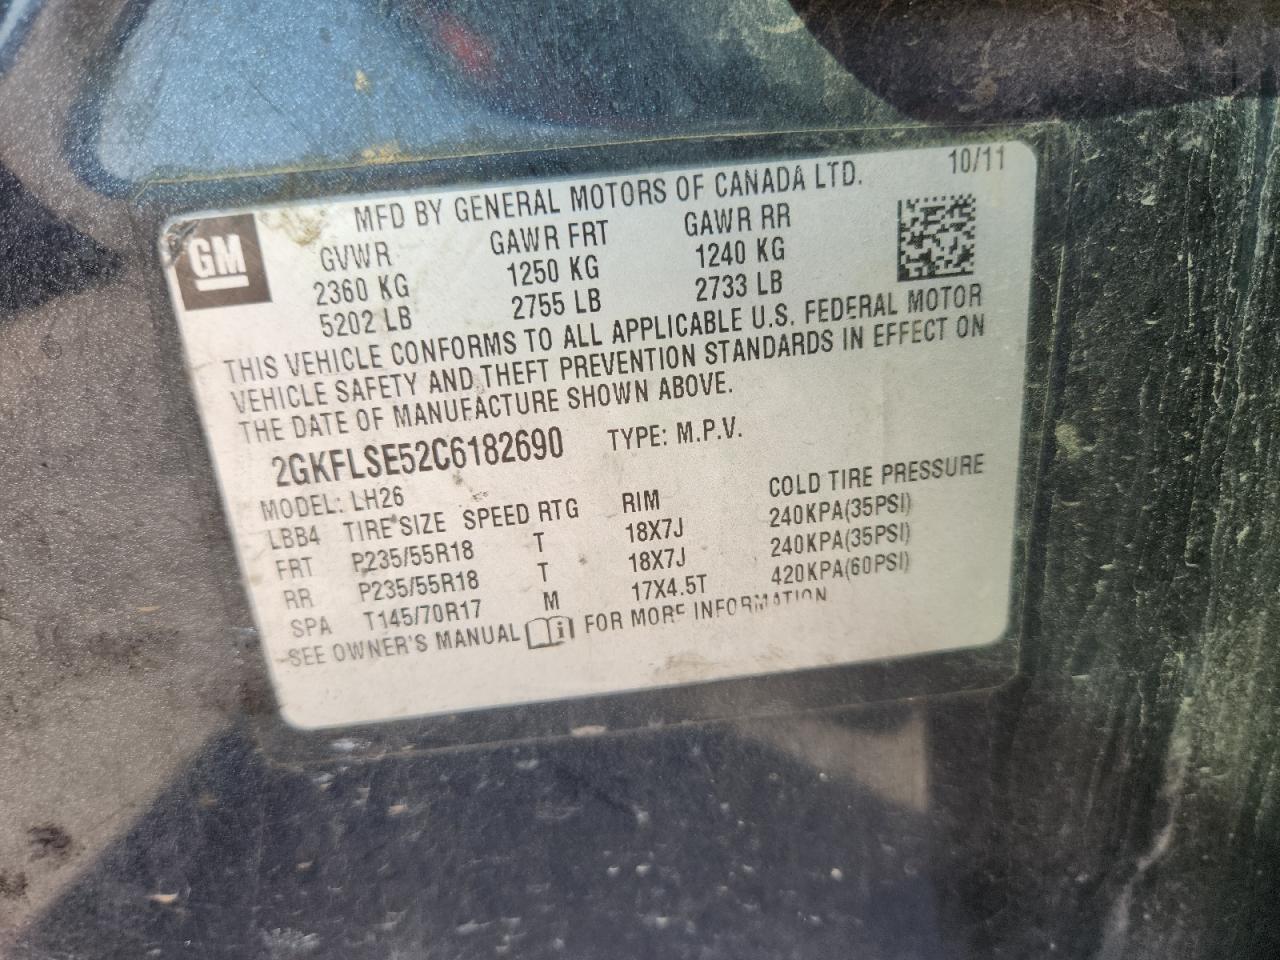 MFD BY GENERAL MOTORS OF CANADA LTD. 10/11
GM
GVWR GAWR FRT GAWR RR
2360 KG 1250 KG 1240 KG
5202 LB 2755 LB 2733 LB
THIS VEHICLE CONFORMS TO ALL APPLICABLE U.S. FEDERAL MOTOR
VEHICLE SAFETY AND THEFT PREVENTION STANDARDS IN EFFECT ON
THE DATE OF MANUFACTURE SHOWN ABOVE.
2GKFLSE52C6182690 TYPE: M.P.V.
MODEL: LH26
LBB4 TIRE SIZE SPEED RTG RIM COLD TIRE PRESSURE
FRT P235/55R18 T 18X7J 240KPA(35PSI)
RR P235/55R18 T 18X7J 240KPA(35PSI)
SPA T145/70R17 M 17X4.5T 420KPA(60PSI)
SEE OWNER'S MANUAL FOR MORE INFORMATION